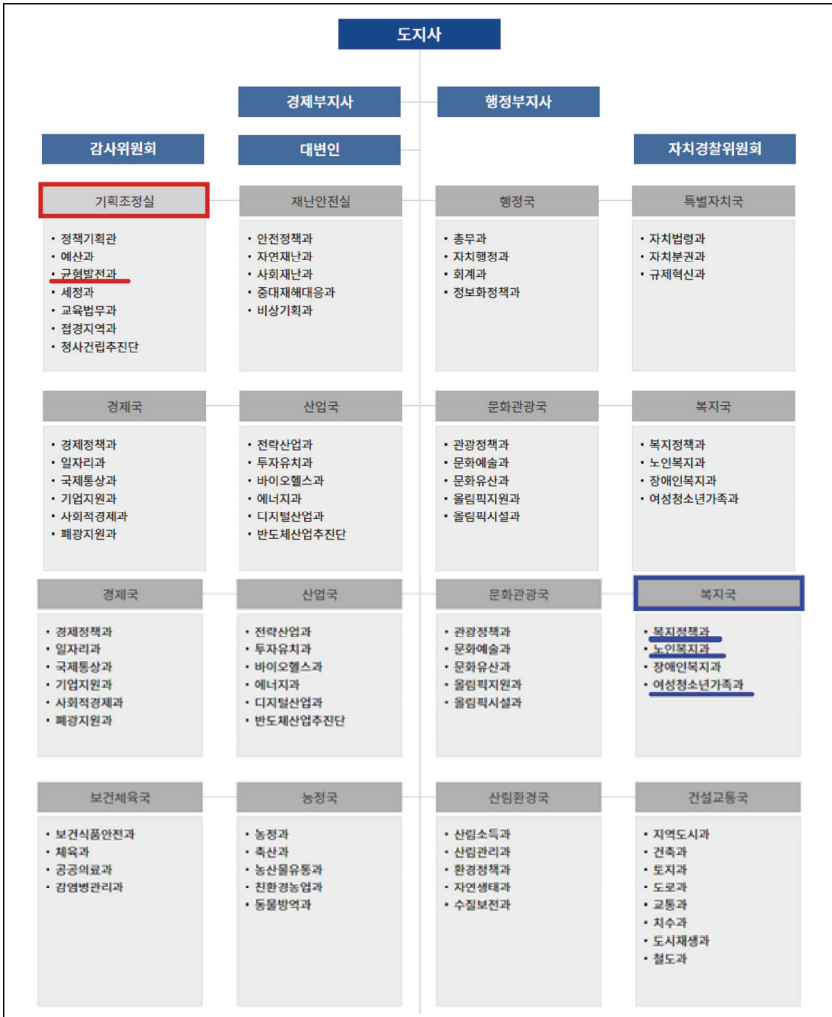 도지사
경제부지사
행정부지사
감사위원회
대변인
자치경찰위원회
기획조정실
• 정책기획관
• 예산과
• 균형발전과
• 세정과
• 교육법무과
• 접경지역과
• 청사건립추진단
재난안전실
• 안전정책과
• 자연재난과
• 사회재난과
• 중대재해대응과
• 비상기획과
행정국
• 총무과
• 자치행정과
• 회계과
• 정보화정책과
특별자치국
• 자치법령과
• 자치분권과
• 규제혁신과
경제국
• 경제정책과
• 일자리과
• 국제통상과
• 기업지원과
• 사회적경제과
• 폐광지원과
산업국
• 전략산업과
• 투자유치과
• 바이오헬스과
• 에너지과
• 디지털산업과
• 반도체산업추진단
문화관광국
• 관광정책과
• 문화예술과
• 문화유산과
• 올림픽지원과
• 올림픽시설과
복지국
• 복지정책과
• 노인복지과
• 장애인복지과
• 여성청소년가족과
경제국
• 경제정책과
• 일자리과
• 국제통상과
• 기업지원과
• 사회적경제과
• 폐광지원과
산업국
• 전략산업과
• 투자유치과
• 바이오헬스과
• 에너지과
• 디지털산업과
• 반도체산업추진단
문화관광국
• 관광정책과
• 문화예술과
• 문화유산과
• 올림픽지원과
• 올림픽시설과
복지국
• 복지정책과
• 노인복지과
• 장애인복지과
• 여성청소년가족과
보건체육국
• 보건식품안전과
• 체육과
• 공공의료과
• 감염병관리과
농정국
• 농정과
• 축산과
• 농산물유통과
• 친환경농업과
• 동물방역과
산림환경국
• 산림소득과
• 산림관리과
• 환경정책과
• 자연생태과
• 수질보전과
건설교통국
• 지역도시과
• 건축과
• 토지과
• 도로과
• 교통과
• 치수과
• 도시재생과
• 철도과